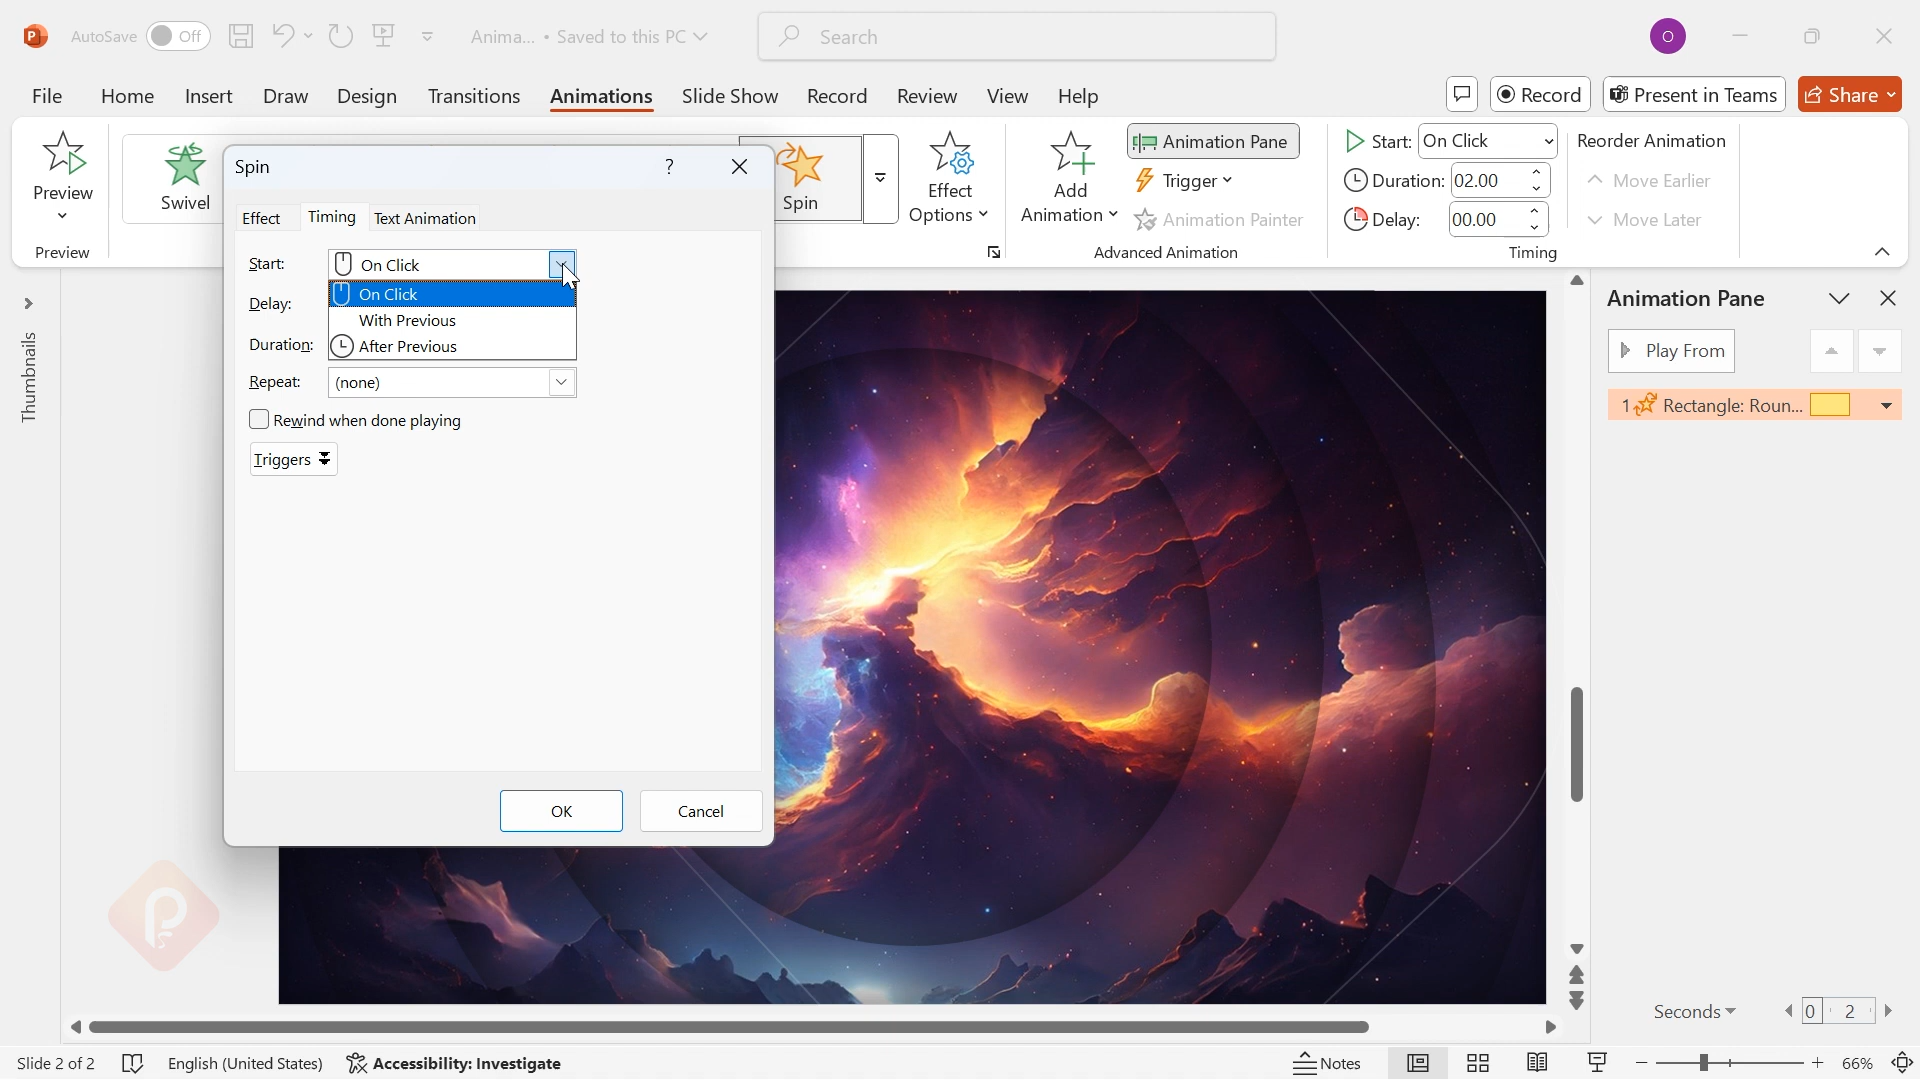 AutoSave Off Anima... • Saved to this PC Search O
File Home Insert Draw Design Transitions Animations Slide Show Record Review View Help Record Present in Teams Share
Preview
Preview
Swivel
Spin
Effect Options
Add Animation
Animation Pane
Trigger
Animation Painter
Advanced Animation
Start: On Click
Duration: 02.00
Delay: 00.00
Timing
Reorder Animation
Move Earlier
Move Later
Spin ?
Effect Timing Text Animation
Start: On Click
On Click
Delay:
With Previous
Duration:
After Previous
Repeat: (none)
Rewind when done playing
Triggers
OK Cancel
Thumbnails
Animation Pane
Play From
1 Rectangle: Roun...
Seconds 0 2
Slide 2 of 2 English (United States) Accessibility: Investigate Notes 66%